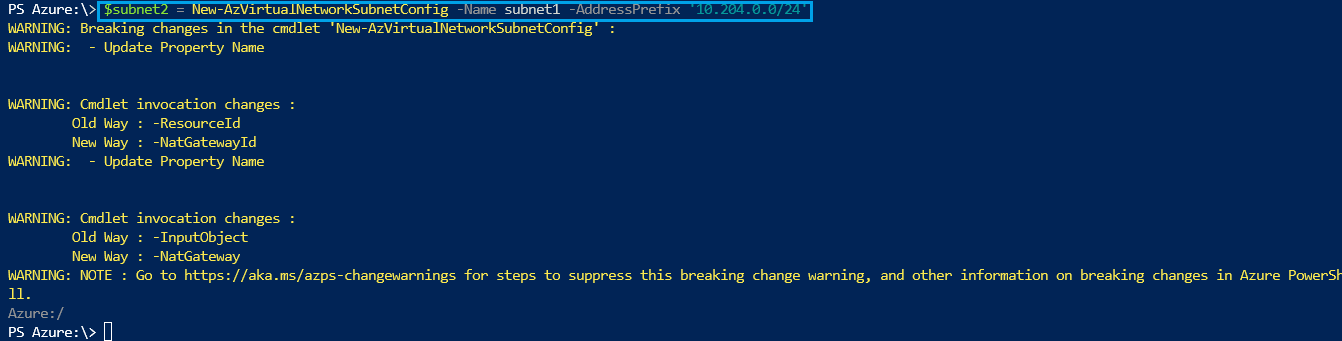 PS Azure:\> $subnet2 = New-AzVirtualNetworkSubnetConfig -Name subnet1 -AddressPrefix '10.204.0.0/24'
WARNING: Breaking changes in the cmdlet 'New-AzVirtualNetworkSubnetConfig' :
WARNING:  - Update Property Name
WARNING: Cmdlet invocation changes :
        Old Way : -ResourceId
        New Way : -NatGatewayId
WARNING:  - Update Property Name
WARNING: Cmdlet invocation changes :
        Old Way : -InputObject
        New Way : -NatGateway
WARNING: NOTE : Go to https://aka.ms/azps-changewarnings for steps to suppress this breaking change warning, and other information on breaking changes in Azure PowerSh
ll.
Azure:/
PS Azure:\>